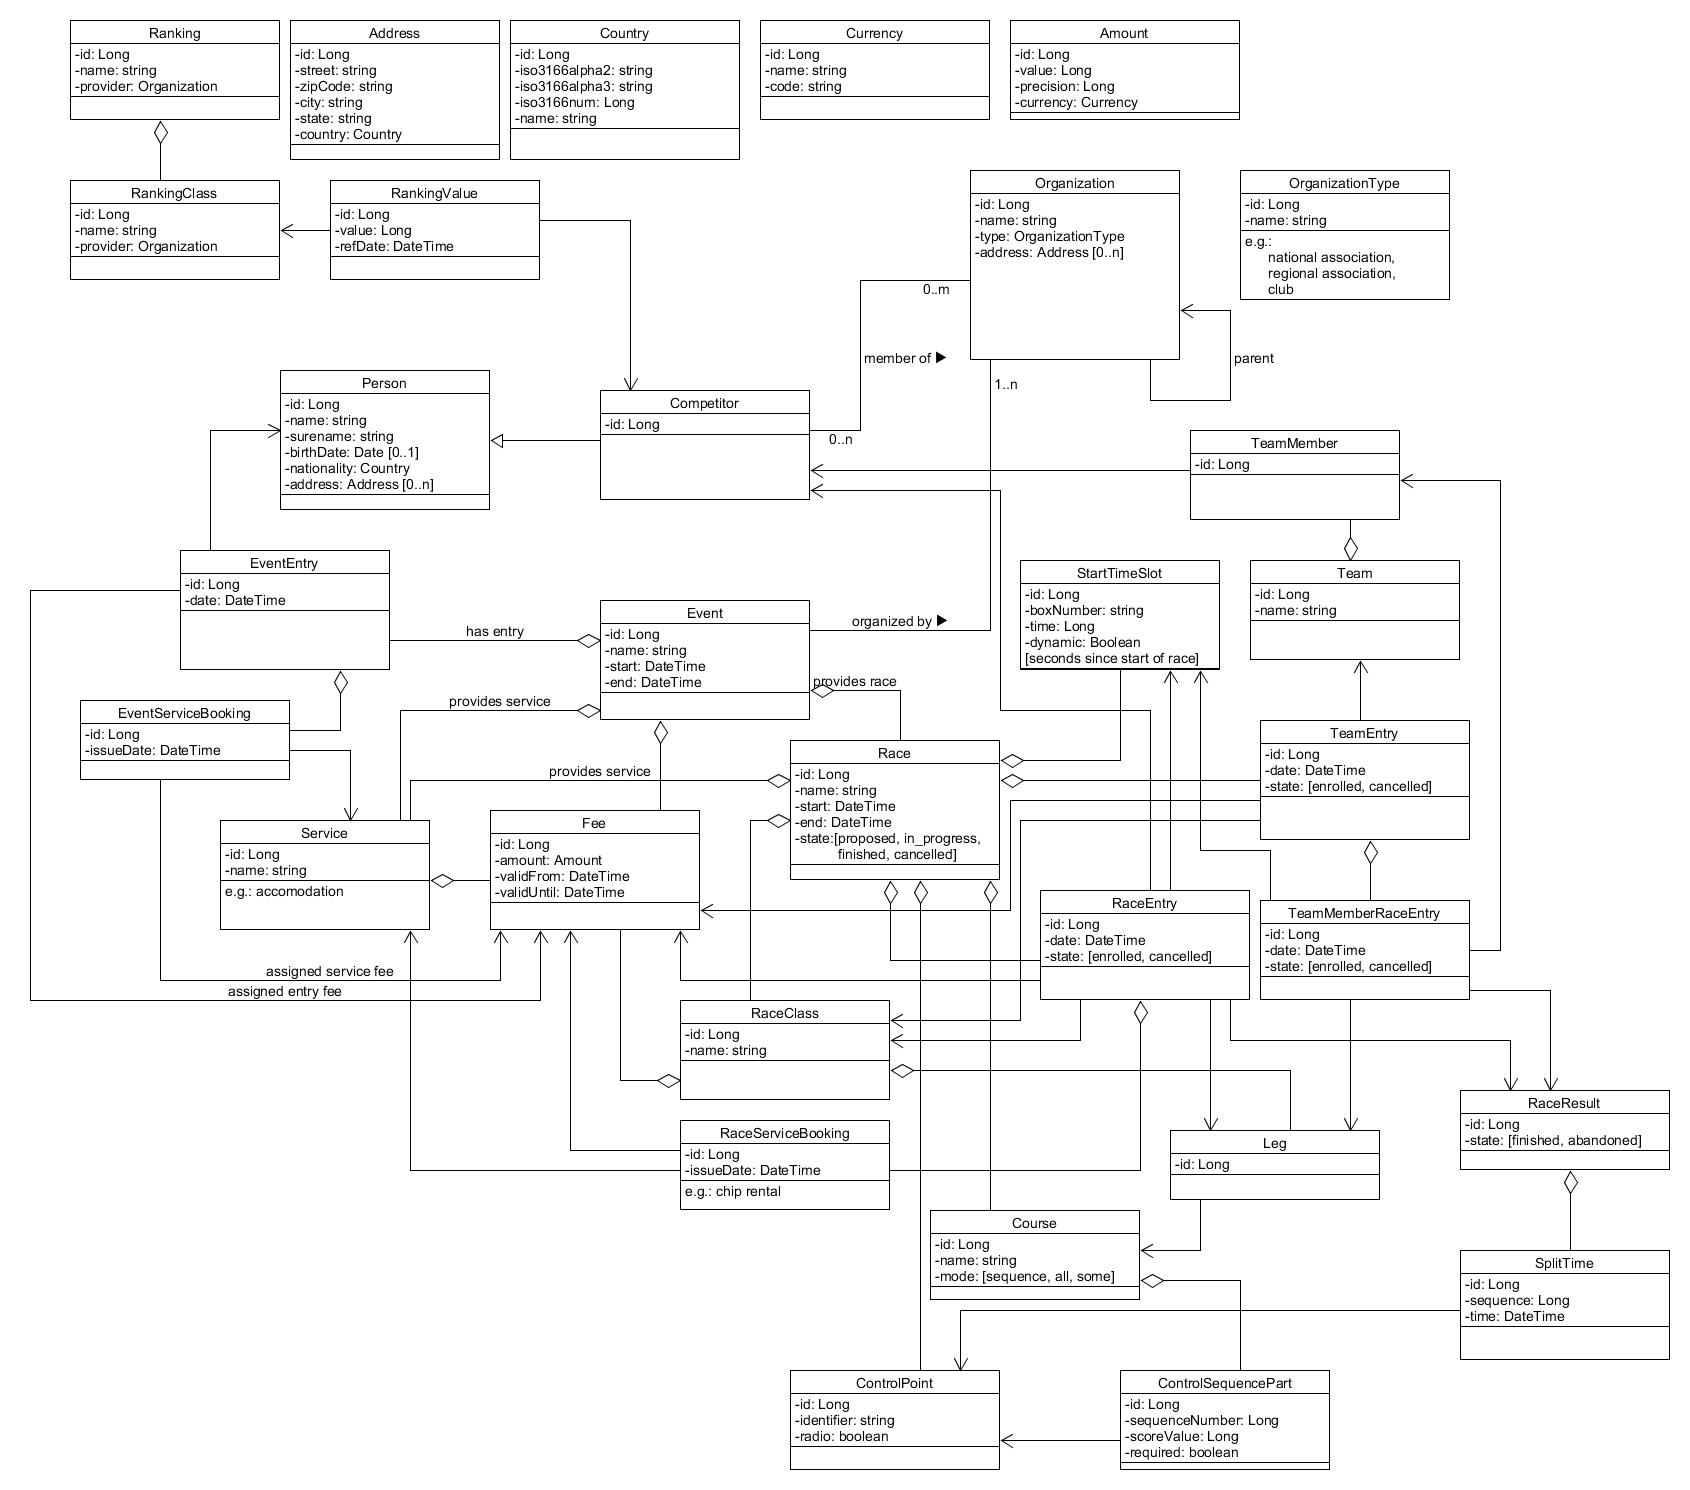 Ranking
-id: Long
-name: string
-provider: Organization
Address
-id: Long
-street: string
-zipCode: string
-city: string
-state: string
-country: Country
Country
-id: Long
-iso3166alpha2: string
-iso3166alpha3: string
-iso3166num: Long
-name: string
Currency
-id: Long
-name: string
-code: string
Amount
-id: Long
-value: Long
-precision: Long
-currency: Currency
RankingClass
-id: Long
-name: string
-provider: Organization
RankingValue
-id: Long
-value: Long
-refDate: DateTime
Organization
-id: Long
-name: string
-type: OrganizationType
-address: Address [0..n]
OrganizationType
-id: Long
-name: string
e.g.:
national association,
regional association,
club
0..m
member of ▶
parent
1..n
Person
-id: Long
-name: string
-surename: string
-birthDate: Date [0..1]
-nationality: Country
-address: Address [0..n]
Competitor
-id: Long
0..n
TeamMember
-id: Long
EventEntry
-id: Long
-date: DateTime
has entry
Event
-id: Long
-name: string
-start: DateTime
-end: DateTime
organized by ▶
StartTimeSlot
-id: Long
-boxNumber: string
-time: Long
-dynamic: Boolean
[seconds since start of race]
Team
-id: Long
-name: string
provides race
provides service
EventServiceBooking
-id: Long
-issueDate: DateTime
TeamEntry
-id: Long
-date: DateTime
-state: [enrolled, cancelled]
Race
-id: Long
-name: string
-start: DateTime
-end: DateTime
-state:[proposed, in_progress,
finished, cancelled]
provides service
Service
-id: Long
-name: string
e.g.: accomodation
Fee
-id: Long
-amount: Amount
-validFrom: DateTime
-validUntil: DateTime
RaceEntry
-id: Long
-date: DateTime
-state: [enrolled, cancelled]
TeamMemberRaceEntry
-id: Long
-date: DateTime
-state: [enrolled, cancelled]
assigned service fee
assigned entry fee
RaceClass
-id: Long
-name: string
RaceServiceBooking
-id: Long
-issueDate: DateTime
e.g.: chip rental
Leg
-id: Long
RaceResult
-id: Long
-state: [finished, abandoned]
Course
-id: Long
-name: string
-mode: [sequence, all, some]
SplitTime
-id: Long
-sequence: Long
-time: DateTime
ControlPoint
-id: Long
-identifier: string
-radio: boolean
ControlSequencePart
-id: Long
-sequenceNumber: Long
-scoreValue: Long
-required: boolean